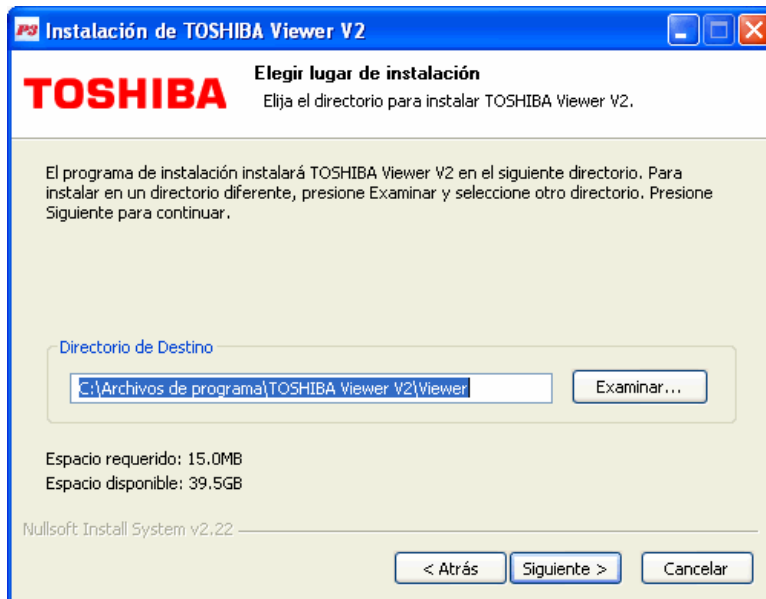 P3 Instalación de TOSHIBA Viewer V2
TOSHIBA
Elegir lugar de instalación
Elija el directorio para instalar TOSHIBA Viewer V2.
El programa de instalación instalará TOSHIBA Viewer V2 en el siguiente directorio. Para
instalar en un directorio diferente, presione Examinar y seleccione otro directorio. Presione
Siguiente para continuar.
Directorio de Destino
C:\Archivos de programa\TOSHIBA Viewer V2\Viewer
Examinar...
Espacio requerido: 15.0MB
Espacio disponible: 39.5GB
Nullsoft Install System v2.22
< Atrás
Siguiente >
Cancelar